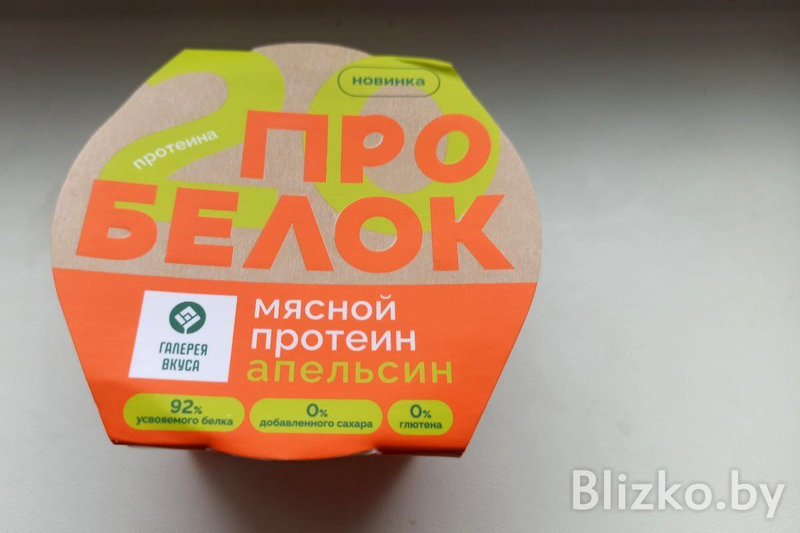 новинка
20
протеина
ПРО
БЕЛОК
ГАЛЕРЕЯ
ВКУСА
мясной
протеин
апельсин
92%
усвояемого белка
0%
добавленного сахара
0%
глютена
Blizko.by